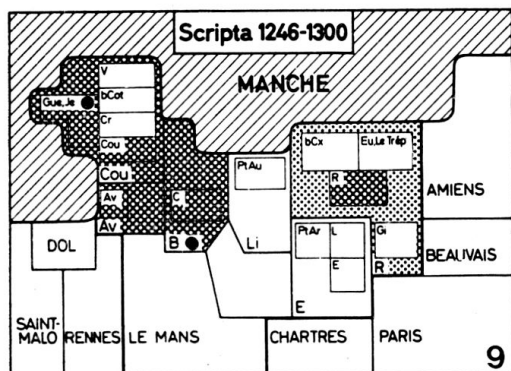 Scripta 1246-1300
MANCHE
V
Gue,Je
bCot
Cr
Cou
Cou
Av
Av
C
B
PtAu
Li
bCx
Eu,Le Trép
R
AMIENS
PtAr
L
E
E
Gi
R
BEAUVAIS
DOL
SAINT-
MALO
RENNES
LE MANS
CHARTRES
PARIS
9